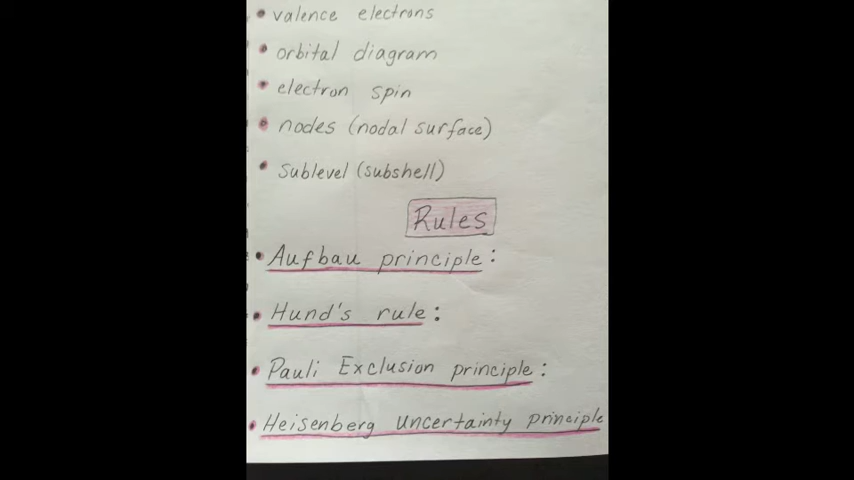 • valence electrons
• orbital diagram
• electron spin
• nodes (nodal surface)
• sublevel (subshell)
Rules
• Aufbau principle:
• Hund's rule:
• Pauli Exclusion principle:
• Heisenberg uncertainty principle